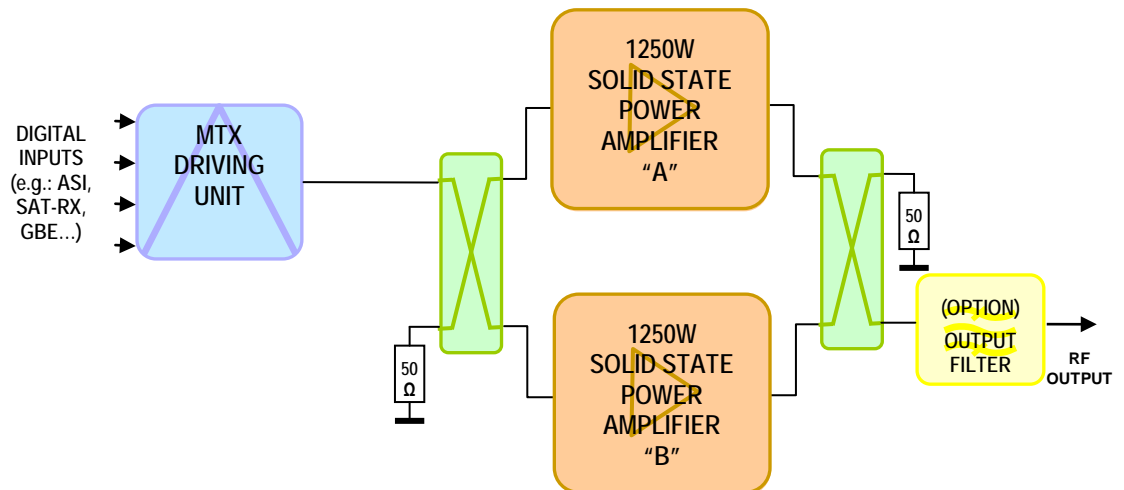 DIGITAL
INPUTS
(e.g.: ASI,
SAT-RX,
GBE...)
MTX
DRIVING
UNIT
1250W
SOLID STATE
POWER
AMPLIFIER
“A”
50
Ω
50
Ω
1250W
SOLID STATE
POWER
AMPLIFIER
“B”
(OPTION)
OUTPUT
FILTER
RF
OUTPUT